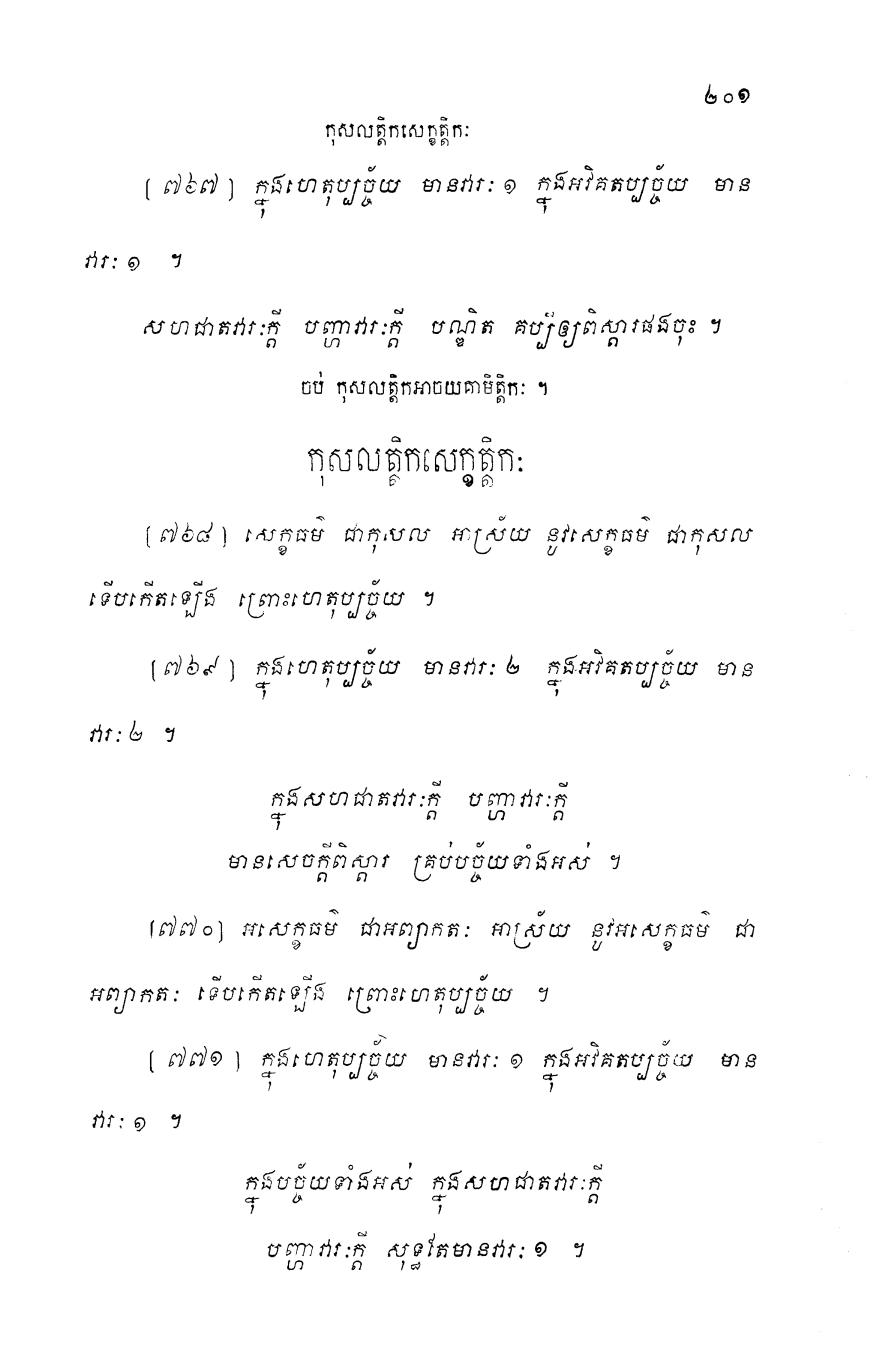 ២០១
កុសលត្តិកសេក្ខត្តិកៈ
[៧៦៧] ក្នុងហេតុប្បច្ច័យ មានវារៈ ១ ក្នុងអវិគតប្បច្ច័យ មាន
វារៈ ១ ។
សហជាតវារៈក្តី បញ្ហាវារៈក្តី បណ្ឌិត គប្បីឲ្យពិស្តារផងចុះ ។
ចប់ កុសលត្តិកអាចយគាមិត្តិកៈ ។
កុសលត្តិកសេក្ខត្តិកៈ
[៧៦៨] សេក្ខធម៌ ជាកុសល អាស្រ័យ នូវសេក្ខធម៌ ជាកុសល
ទើបកើតឡើង ព្រោះហេតុប្បច្ច័យ ។
[៧៦៩] ក្នុងហេតុប្បច្ច័យ មានវារៈ ២ ក្នុងអវិគតប្បច្ច័យ មាន
វារៈ ២ ។
ក្នុងសហជាតវារៈក្តី បញ្ហាវារៈក្តី
មានសេចក្តីពិស្តារ គ្រប់បច្ច័យទាំងអស់ ។
[៧៧០] អសេក្ខធម៌ ជាអព្យាកតៈ អាស្រ័យ នូវអសេក្ខធម៌ ជា
អព្យាកតៈ ទើបកើតឡើង ព្រោះហេតុប្បច្ច័យ ។
[៧៧១] ក្នុងហេតុប្បច្ច័យ មានវារៈ ១ ក្នុងអវិគតប្បច្ច័យ មាន
វារៈ ១ ។
ក្នុងបច្ច័យទាំងអស់ ក្នុងសហជាតវារៈក្តី
បញ្ហាវារៈក្តី សុទ្ធតែមានវារៈ ១ ។